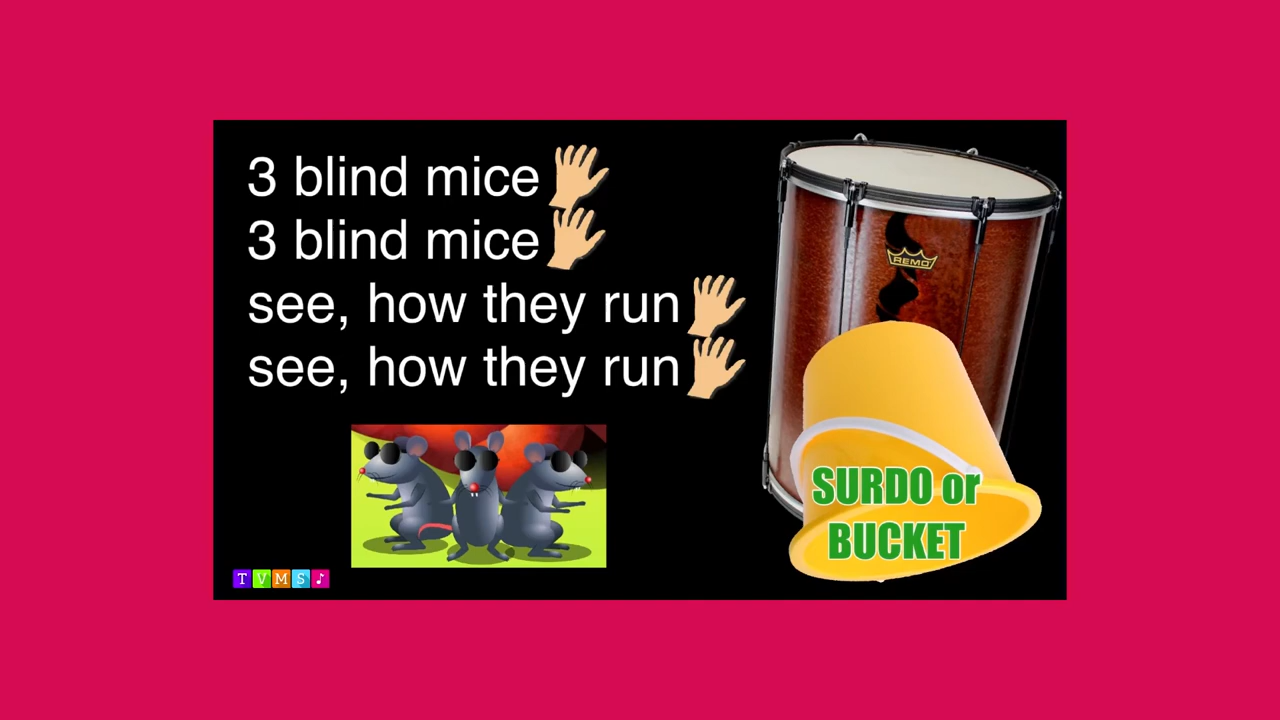 3 blind mice
3 blind mice
see, how they run
see, how they run
REMO
SURDO or
BUCKET
TVMS